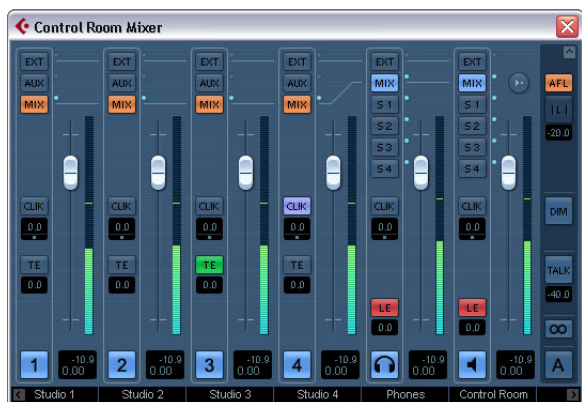 Control Room Mixer
EXT EXT EXT EXT EXT EXT
AUX AUX AUX AUX MIX MIX AFL
MIX MIX MIX MIX S 1 S 1 | L |
S 2 S 2 -20.0
S 3 S 3
S 4 S 4
CLIK CLIK CLIK CLIK CLIK CLIK DIM
0.0 0.0 0.0 0.0 0.0 0.0
TE TE TE TE TALK
0.0 0.0 0.0 0.0 -40.0
LE LE
0.0 0.0
1 -10.9 2 -10.9 3 -10.9 4 -10.9 -10.9 -10.9 A
0.00 0.00 0.00 0.00 0.00 0.00
Studio 1 Studio 2 Studio 3 Studio 4 Phones Control Room